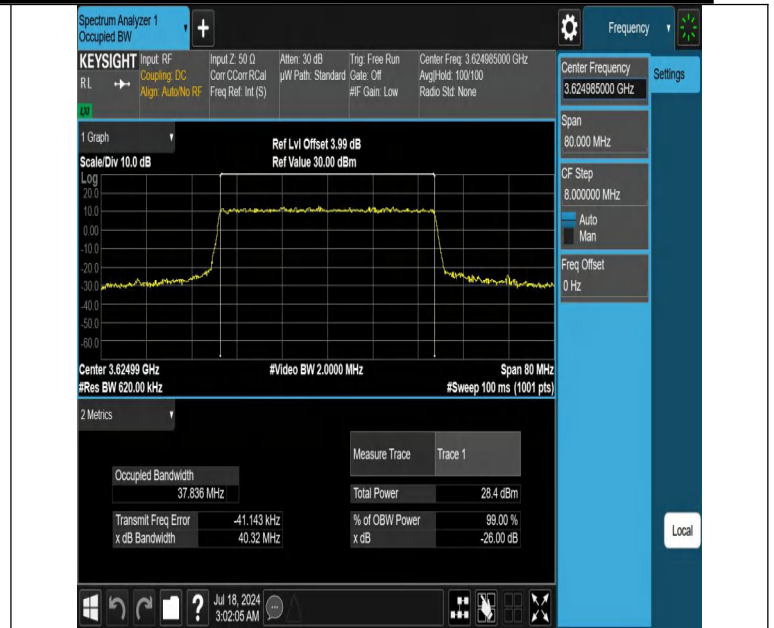 Spectrum Analyzer 1
Occupied BW
+
Frequency
KEYSIGHT
RL
Input: RF
Coupling: DC
Align: Auto/No RF
Input Z: 50 Ω
Corr CCorr RCal
Freq Ref: Int (S)
Atten: 30 dB
µW Path: Standard
Trig: Free Run
Gate: Off
#IF Gain: Low
Center Freq: 3.624985000 GHz
Avg|Hold: 100/100
Radio Std: None
Center Frequency
3.624985000 GHz
Settings
Span
80.000 MHz
CF Step
8.000000 MHz
Auto
Man
Freq Offset
0 Hz
1 Graph
Scale/Div 10.0 dB
Ref Lvl Offset 3.99 dB
Ref Value 30.00 dBm
Log
20.0
10.0
0.00
-10.0
-20.0
-30.0
-40.0
-50.0
-60.0
Center 3.62499 GHz
#Video BW 2.0000 MHz
Span 80 MHz
#Res BW 620.00 kHz
#Sweep 100 ms (1001 pts)
2 Metrics
Measure Trace Trace 1
Occupied Bandwidth
37.836 MHz
Total Power 28.4 dBm
Transmit Freq Error -41.143 kHz
% of OBW Power 99.00 %
x dB Bandwidth 40.32 MHz
x dB -26.00 dB
Local
?
Jul 18, 2024
3:02:05 AM